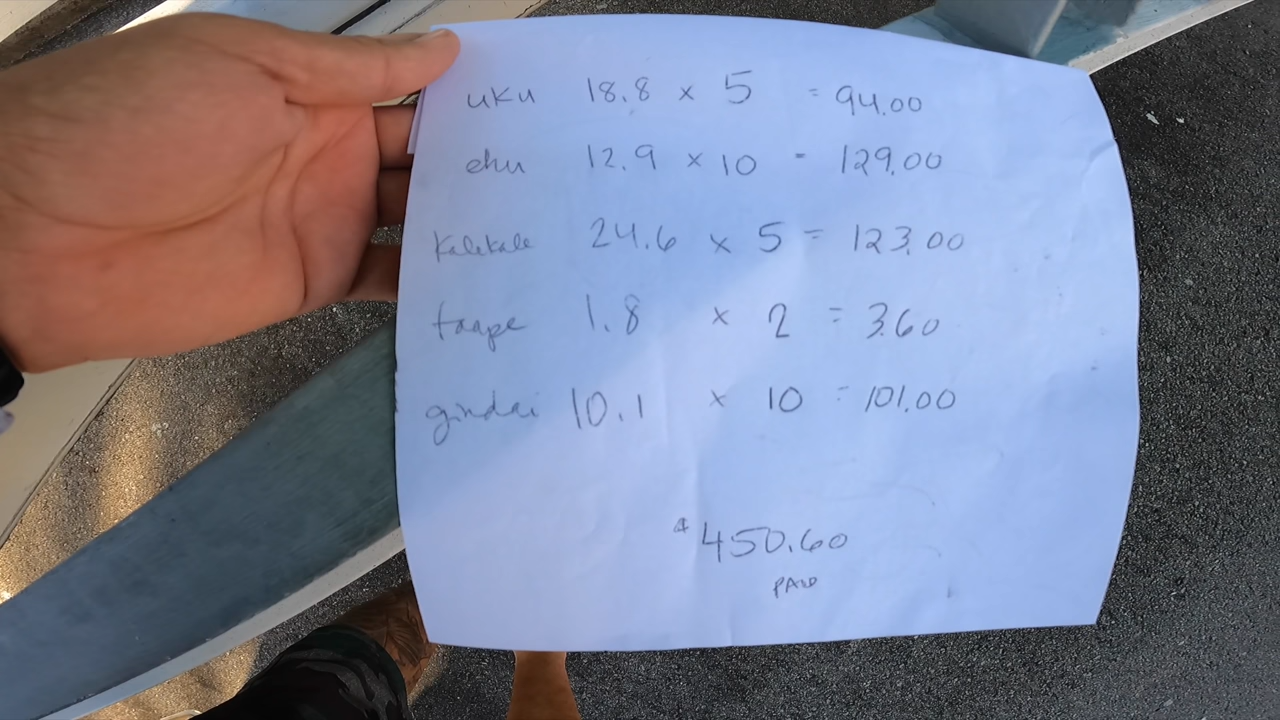 uku 18.8 x 5 = 94.00
ehu 12.9 x 10 = 129.00
Kalekale 24.6 x 5 = 123.00
taape 1.8 x 2 = 3.60
gindai 10.1 x 10 = 101.00
$450.60
PAID